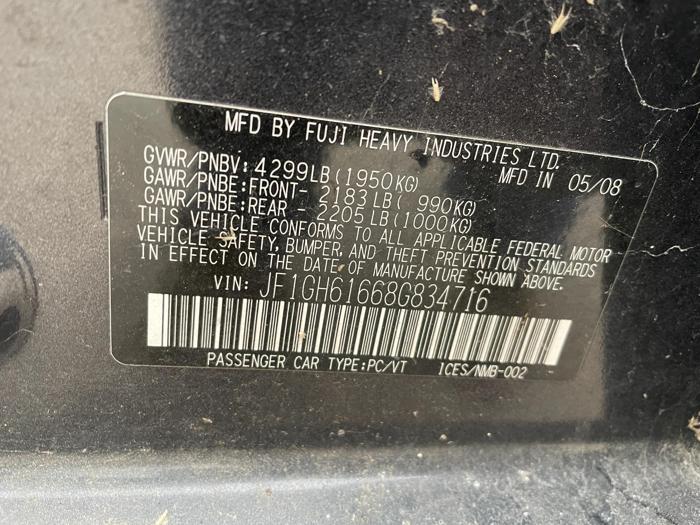 MFD BY FUJI HEAVY INDUSTRIES LTD.
GVWR/PNBV:4299LB(1950KG) MFD IN 05/08
GAWR/PNBE:FRONT- 2183LB( 990KG)
GAWR/PNBE:REAR - 2205LB(1000KG)
THIS VEHICLE CONFORMS TO ALL APPLICABLE FEDERAL MOTOR
VEHICLE SAFETY, BUMPER, AND THEFT PREVENTION STANDARDS
IN EFFECT ON THE DATE OF MANUFACTURE SHOWN ABOVE.
VIN: JF1GH61668G834716
PASSENGER CAR TYPE:PC/VT ICES/NMB-002